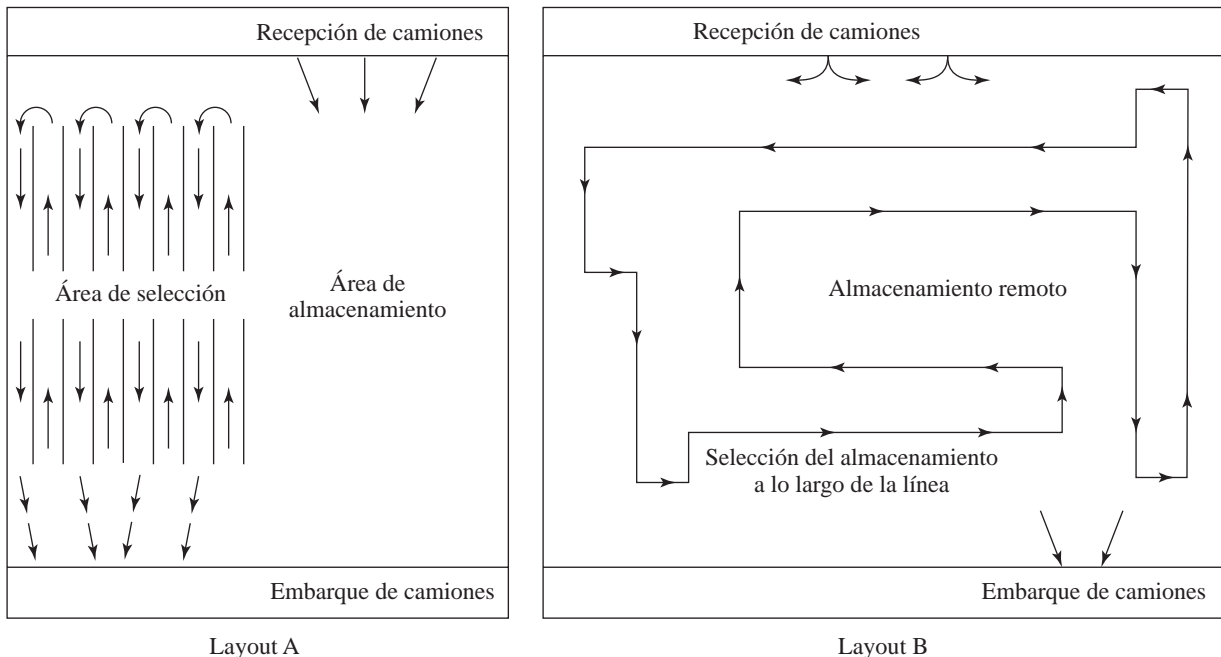 Recepción de camiones
Área de selección
Área de
almacenamiento
Embarque de camiones
Layout A
Recepción de camiones
Almacenamiento remoto
Selección del almacenamiento
a lo largo de la línea
Embarque de camiones
Layout B